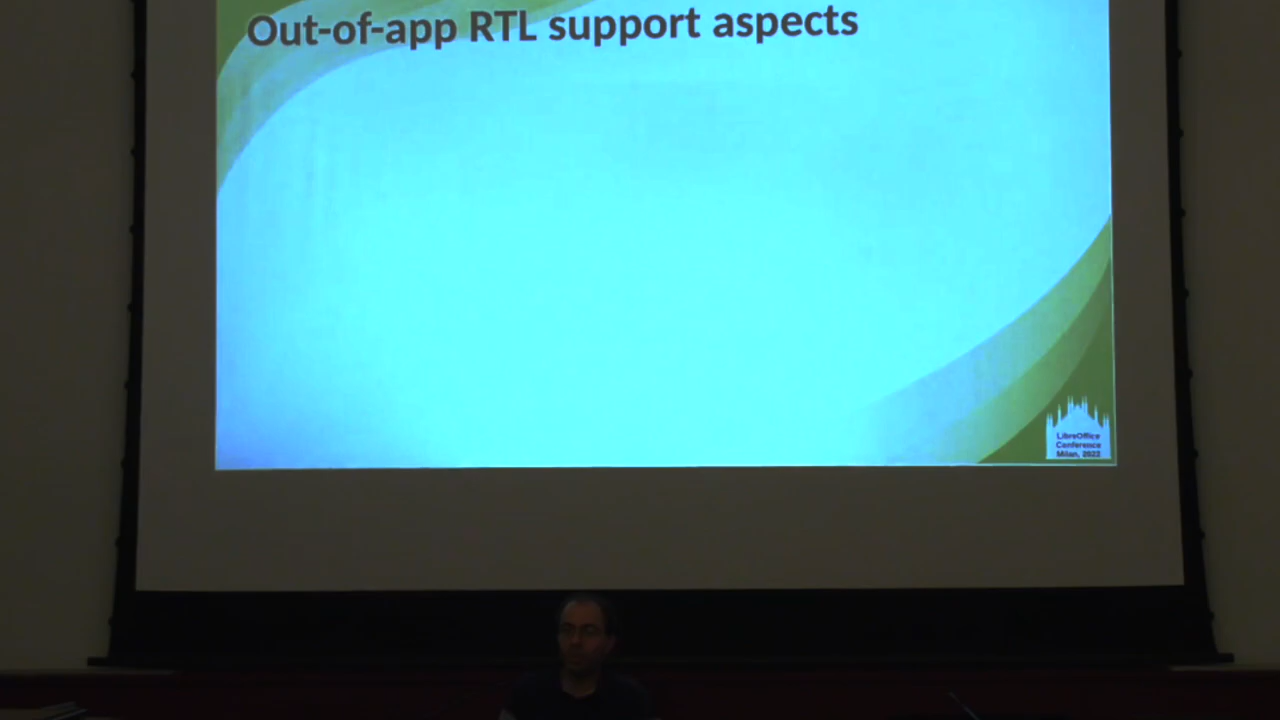 Out-of-app RTL support aspects
LibreOffice
Conference
Milan, 2022